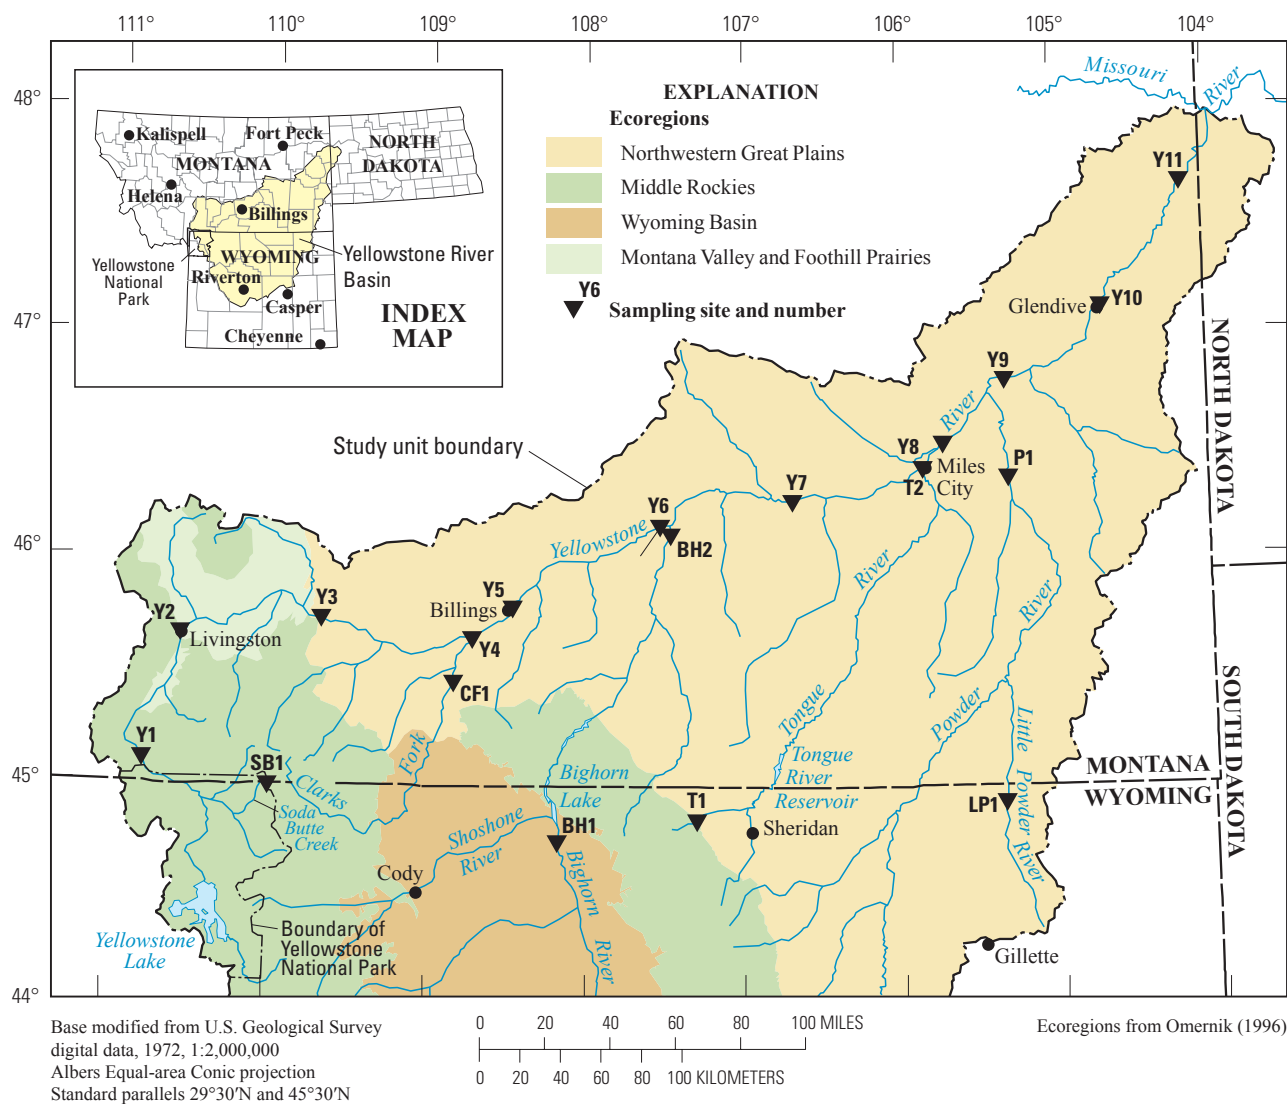 111° 110° 109° 108° 107° 106° 105° 104°
48°
47°
46°
45°
44°
Kalispell
Fort Peck
MONTANA
NORTH
DAKOTA
Helena
Billings
Yellowstone
National
Park
WYOMING
Riverton
Yellowstone River
Basin
Casper
Cheyenne
INDEX
MAP
EXPLANATION
Ecoregions
Northwestern Great Plains
Middle Rockies
Wyoming Basin
Montana Valley and Foothill Prairies
Y6
Sampling site and number
Missouri
River
Y11
Glendive
Y10
Y9
River
NORTH DAKOTA
Study unit boundary
Y8
Miles
City
T2
P1
Y7
Y6
Yellowstone
BH2
River
River
Y5
Billings
Y3
Y2
Livingston
Y4
CF1
Tongue
Powder
Little
Powder River
SOUTH DAKOTA
Y1
SB1
Fork
Clarks
Soda
Butte
Creek
Bighorn
Lake
Tongue
River
Reservoir
MONTANA
WYOMING
T1
LP1
BH1
Sheridan
Shoshone
River
Cody
Bighorn
River
Yellowstone
Lake
Boundary of
Yellowstone
National Park
Gillette
Base modified from U.S. Geological Survey
digital data, 1972, 1:2,000,000
Albers Equal-area Conic projection
Standard parallels 29°30′N and 45°30′N
0 20 40 60 80 100 MILES
0 20 40 60 80 100 KILOMETERS
Ecoregions from Omernik (1996)